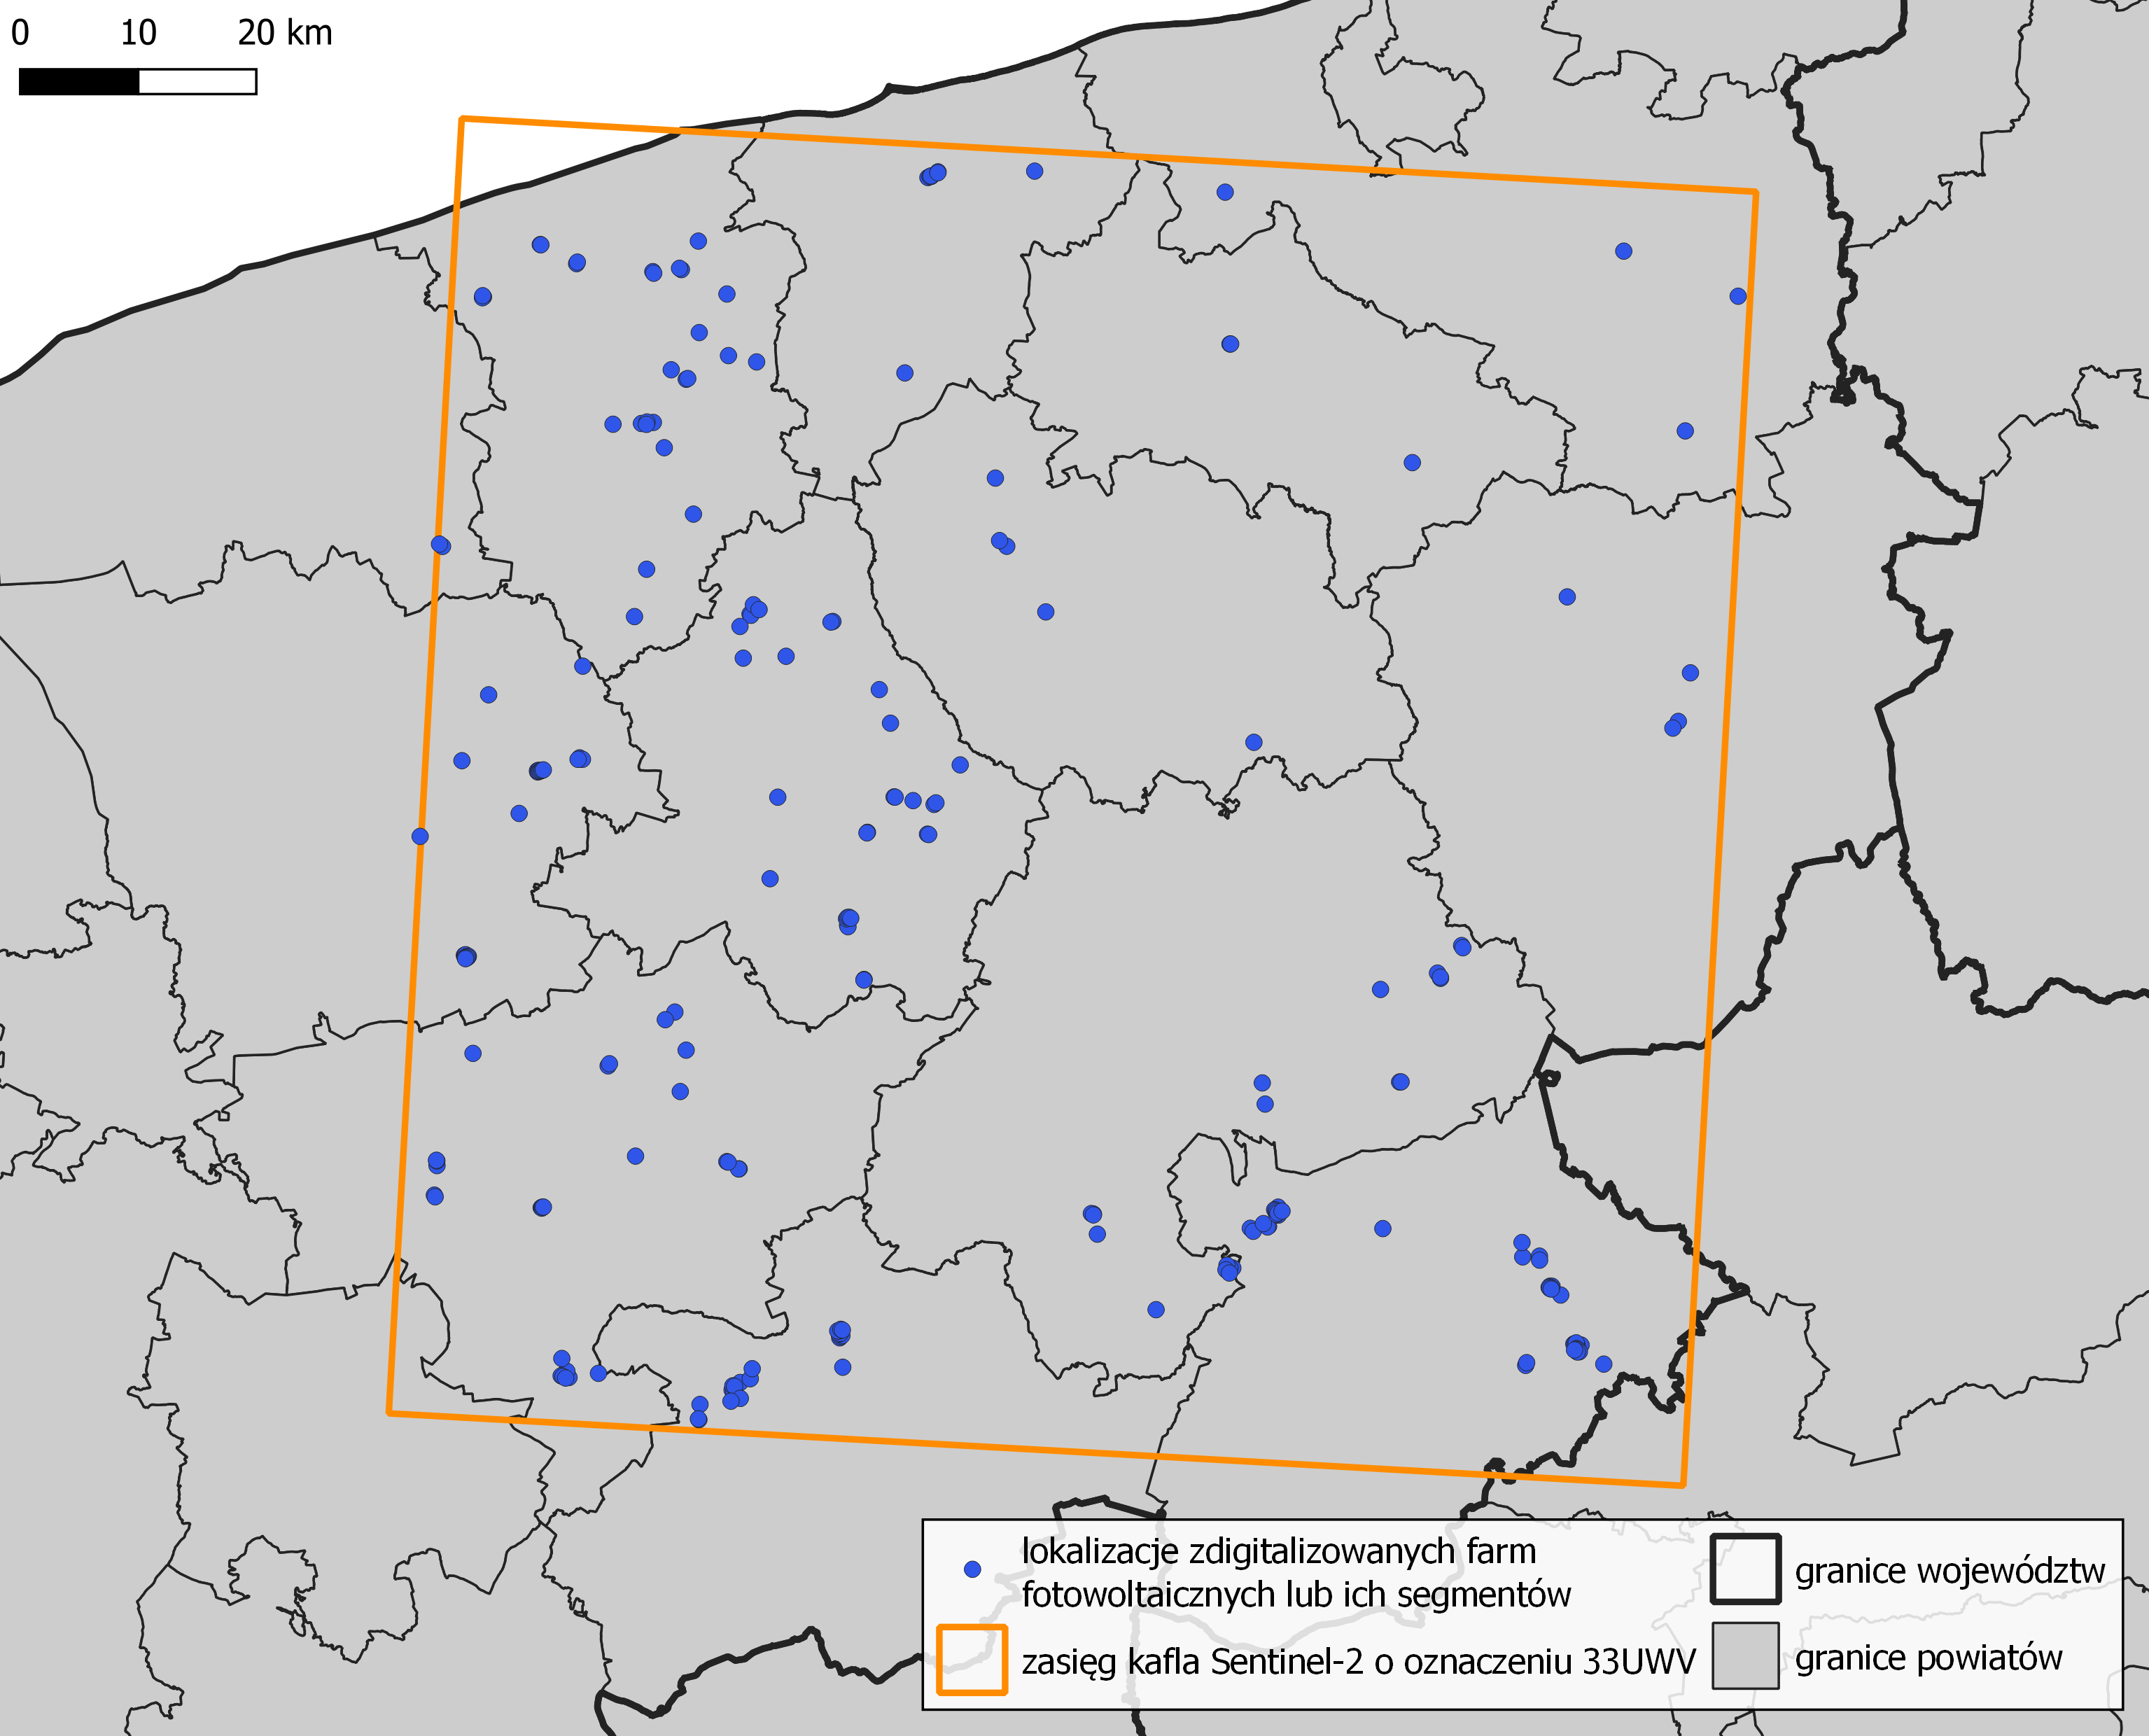 0 10 20 km
lokalizacje zdigitalizowanych farm
fotowoltaicznych lub ich segmentów
zasięg kafla Sentinel-2 o oznaczeniu 33UWV
granice województw
granice powiatów